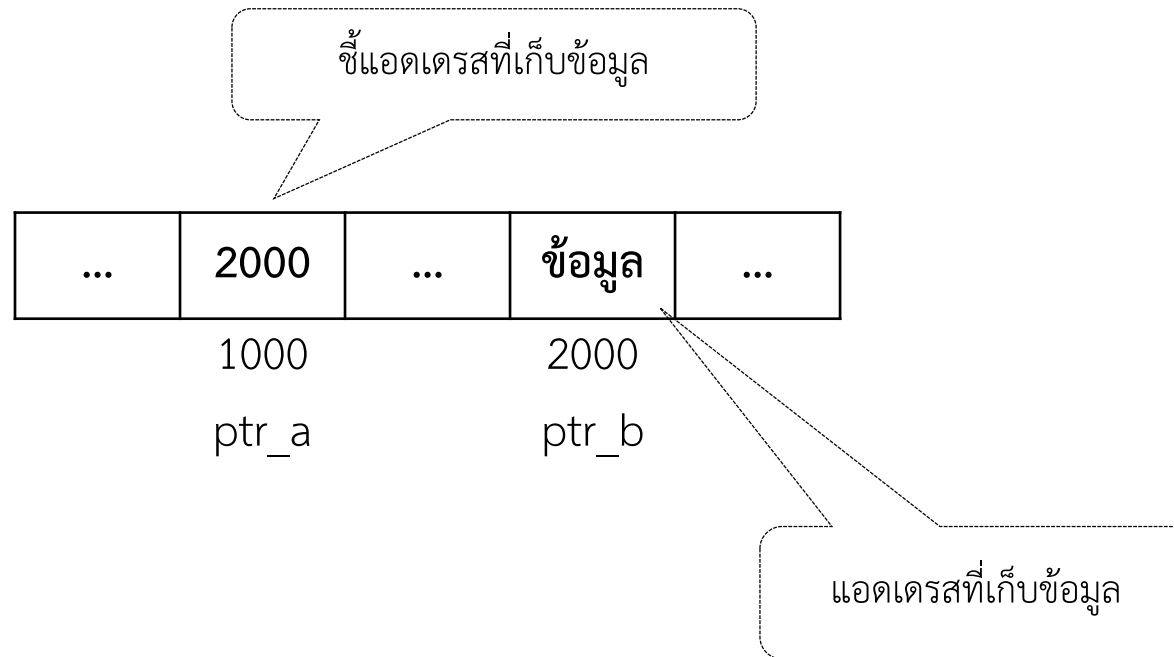 ชี้แอดเดรสที่เก็บข้อมูล
... 2000 ... ข้อมูล ...
1000 2000
ptr_a ptr_b
แอดเดรสที่เก็บข้อมูล